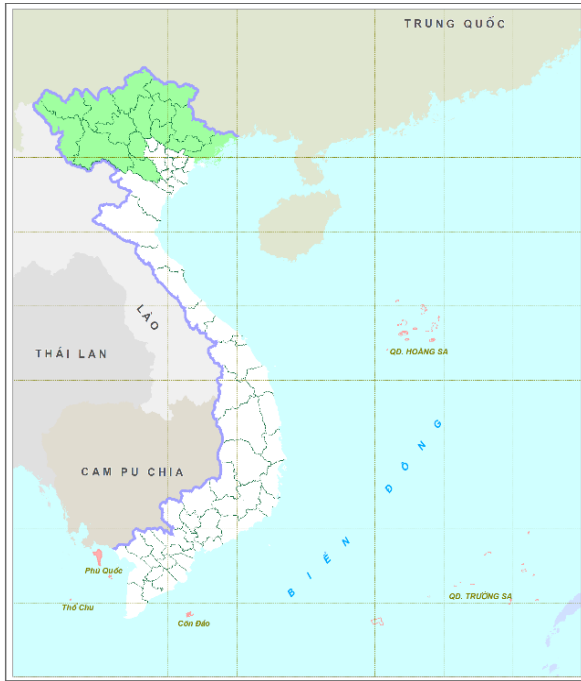 TRUNG QUỐC
LÀO
QĐ. HOÀNG SA
THÁI LAN
CAM PU CHIA
BIỂN ĐÔNG
Phú Quốc
QĐ. TRƯỜNG SA
Thổ Chu
Côn Đảo